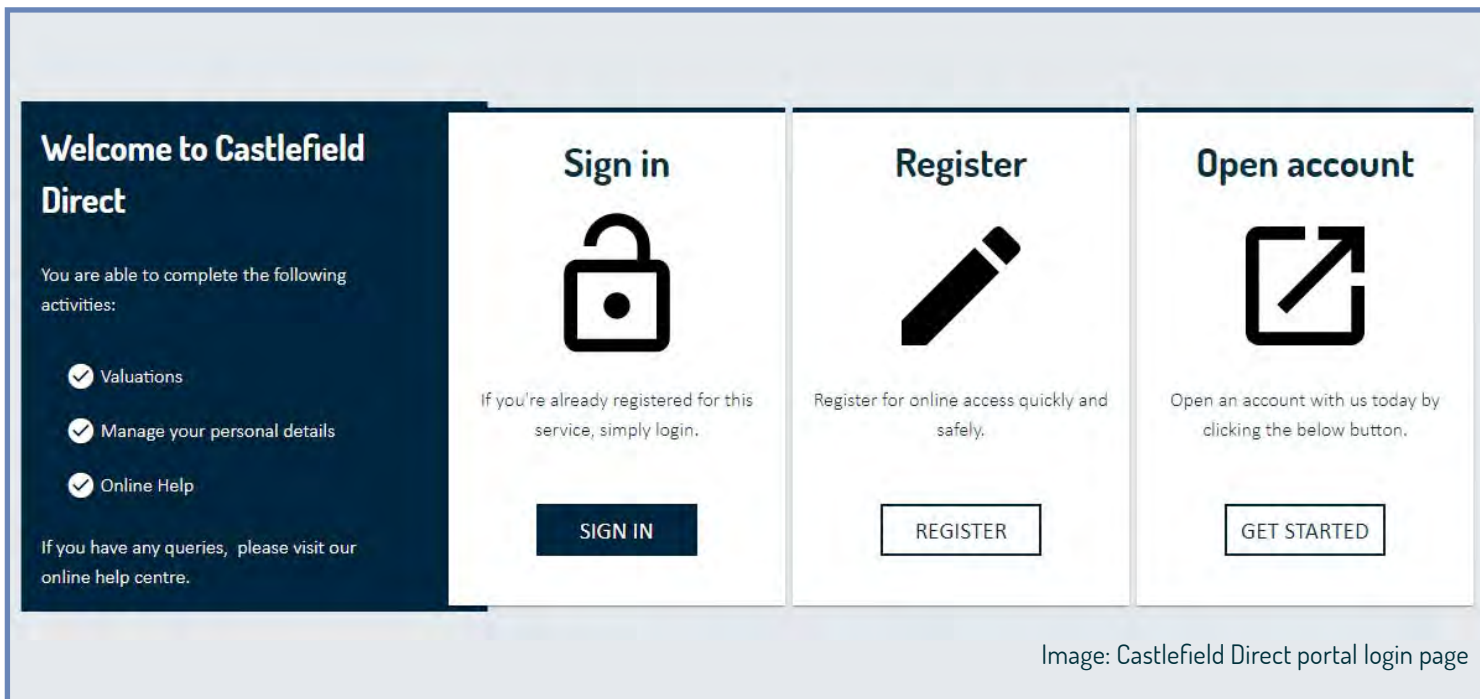 Welcome to Castlefield
Direct
You are able to complete the following
activities:
Valuations
Manage your personal details
Online Help
If you have any queries,  please visit our
online help centre.
Sign in
If you're already registered for this
service, simply login.
SIGN IN
Register
Register for online access quickly and
safely.
REGISTER
Open account
Open an account with us today by
clicking the below button.
GET STARTED
Image: Castlefield Direct portal login page